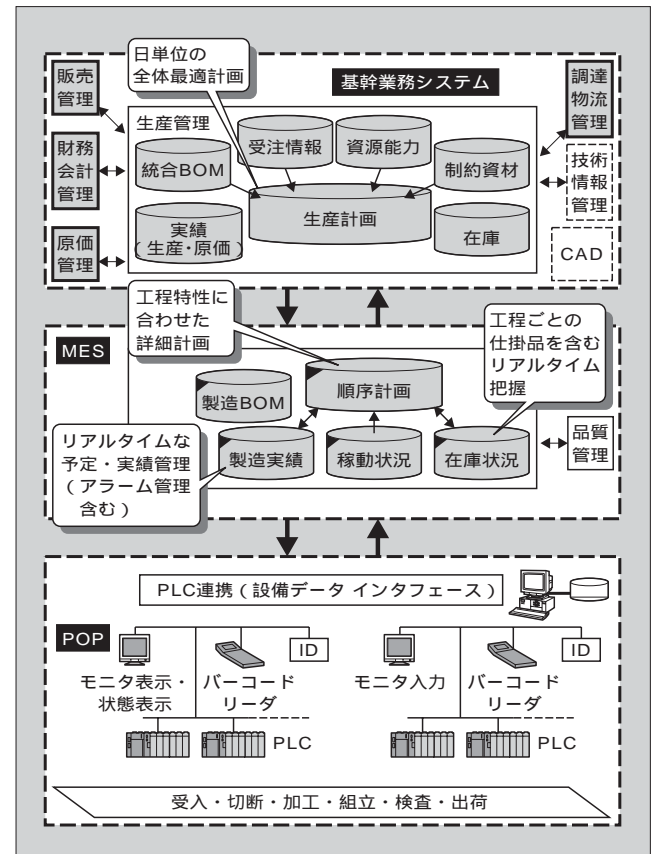 日単位の
全体最適計画
基幹業務システム
販売
管理
財務
会計
管理
原価
管理
調達
物流
管理
技術
情報
管理
CAD
生産管理
受注情報
資源能力
統合BOM
制約資材
生産計画
実績
(生産・原価)
在庫
工程特性に
合わせた
詳細計画
工程ごとの
仕掛品を含む
リアルタイム
把握
MES
順序計画
製造BOM
リアルタイムな
予定・実績管理
(アラーム管理
含む)
製造実績
稼動状況
在庫状況
品質
管理
PLC連携(設備データ インタフェース)
POP
ID
ID
モニタ表示・
状態表示
バーコード
リーダ
モニタ入力
バーコード
リーダ
PLC
PLC
受入・切断・加工・組立・検査・出荷